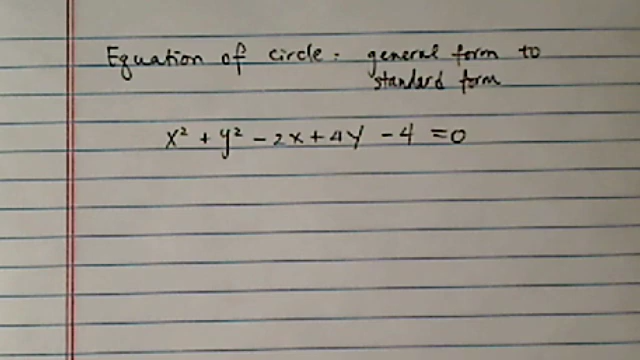 Equation of circle: general form to
standard form
x² + y² - 2x + 4y - 4 = 0